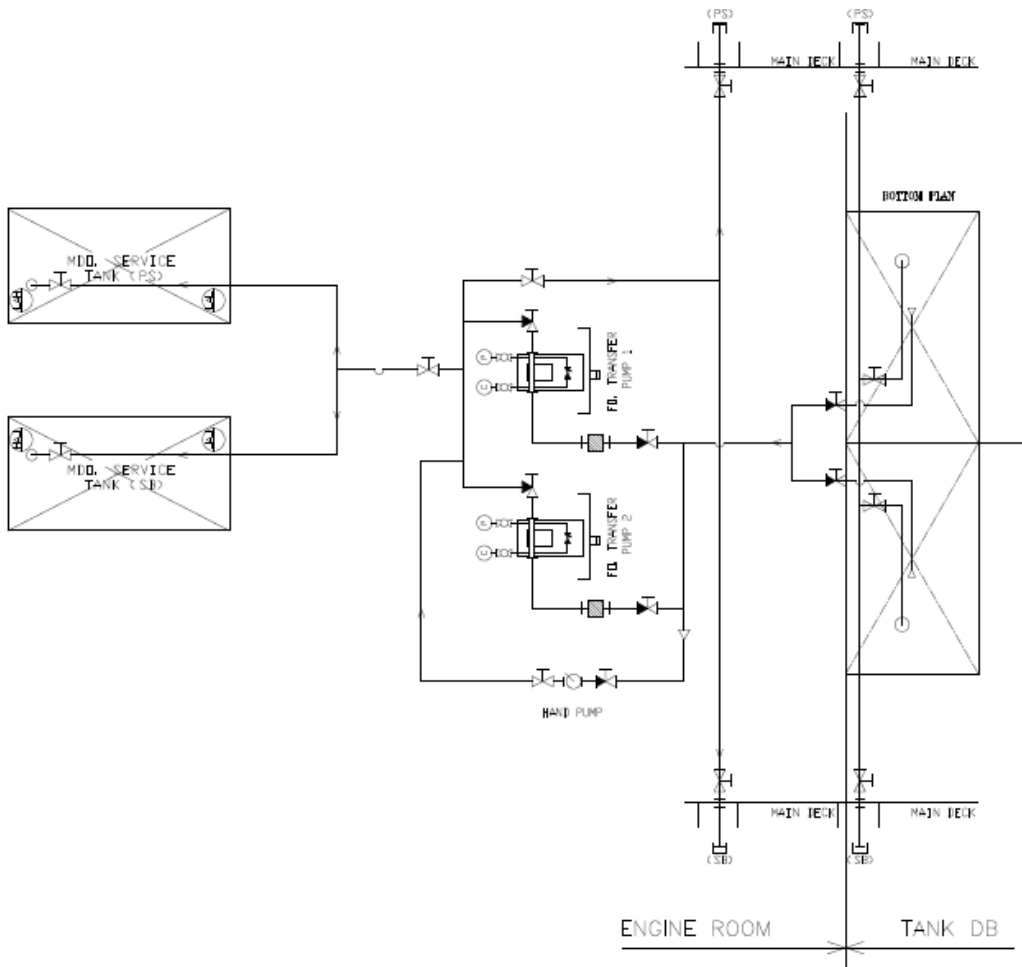 (PS)
(PS)
MAIN DECK
MAIN DECK
BOTTOM PLAN
MDO. SERVICE
TANK (PS)
FO. TRANSFER
PUMP 1
P
C
MDO. SERVICE
TANK (SB)
FO. TRANSFER
PUMP 2
P
C
HAND PUMP
MAIN DECK
MAIN DECK
(SB)
(SB)
ENGINE ROOM
TANK DB